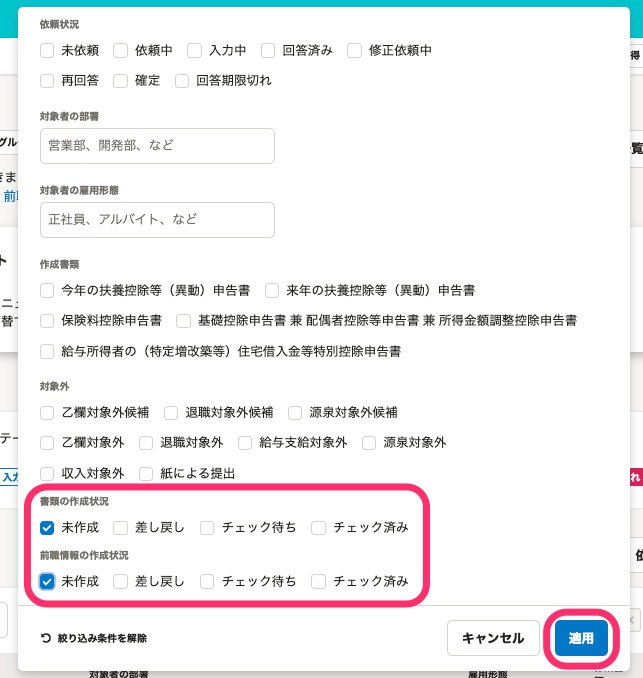 依頼状況
未依頼 依頼中 入力中 回答済み 修正依頼中
再回答 確定 回答期限切れ
対象者の部署
営業部、開発部、など
対象者の雇用形態
正社員、アルバイト、など
作成書類
今年の扶養控除等（異動）申告書 来年の扶養控除等（異動）申告書
保険料控除申告書 基礎控除申告書 兼 配偶者控除等申告書 兼 所得金額調整控除申告書
給与所得者の（特定増改築等）住宅借入金等特別控除申告書
対象外
乙欄対象外候補 退職対象外候補 源泉対象外候補
乙欄対象外 退職対象外 給与支給対象外 源泉対象外
収入対象外 紙による提出
書類の作成状況
未作成 差し戻し チェック待ち チェック済み
前職情報の作成状況
未作成 差し戻し チェック待ち チェック済み
絞り込み条件を解除 キャンセル 適用
対象者の部署 雇用形態